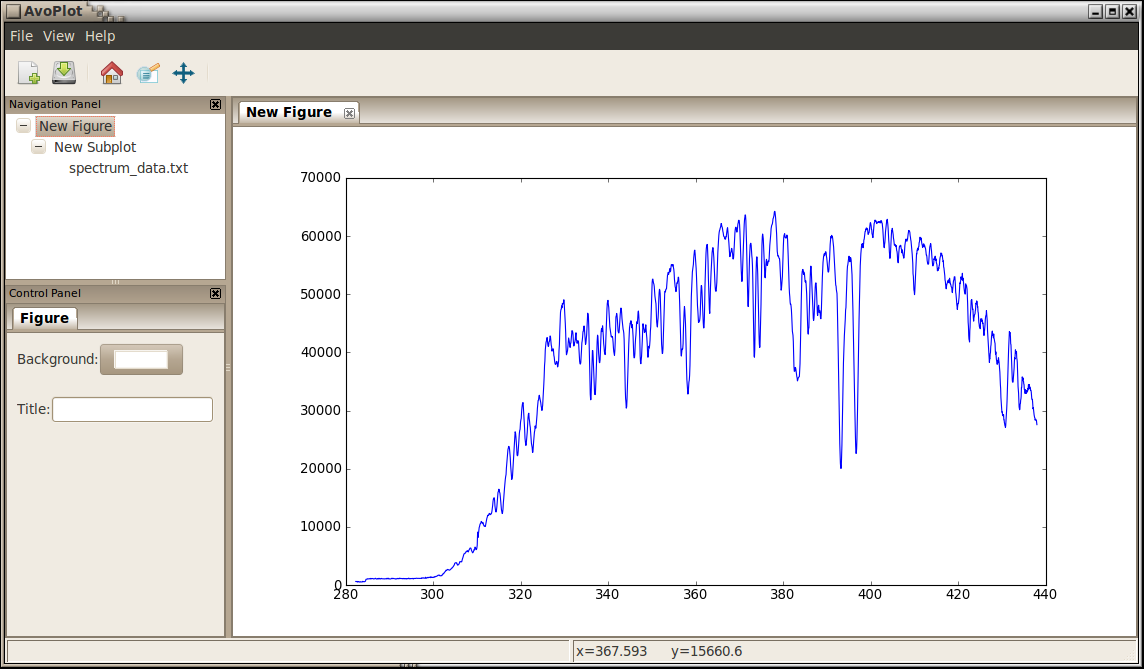 AvoPlot
File View Help
Navigation Panel
New Figure
New Subplot
spectrum_data.txt
Control Panel
Figure
Background:
Title:
New Figure
70000
60000
50000
40000
30000
20000
10000
0
280 300 320 340 360 380 400 420 440
x=367.593 y=15660.6